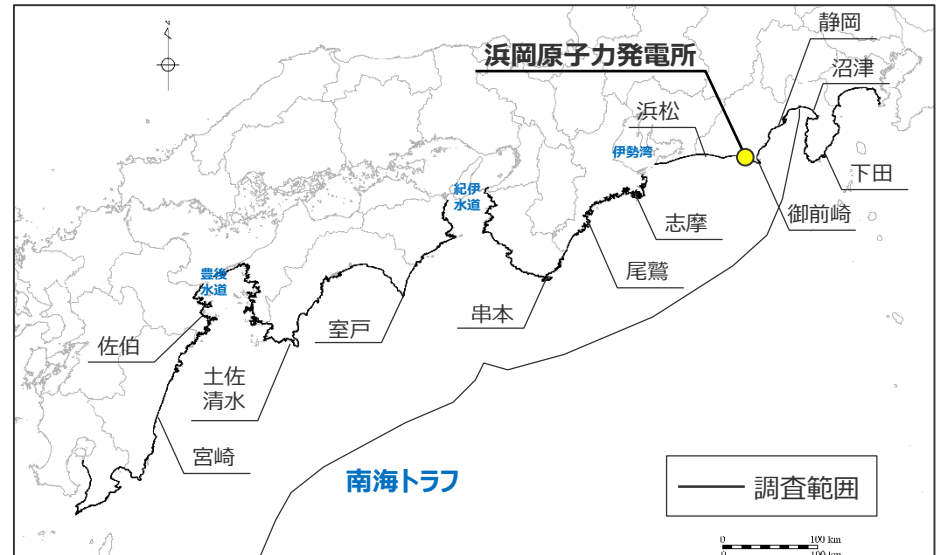 静岡
浜岡原子力発電所
沼津
浜松
伊勢湾
下田
紀伊
水道
志摩
御前崎
尾鷲
豊後
水道
串本
室戸
佐伯
土佐
清水
宮崎
南海トラフ
調査範囲
0 100 km
0 100 km